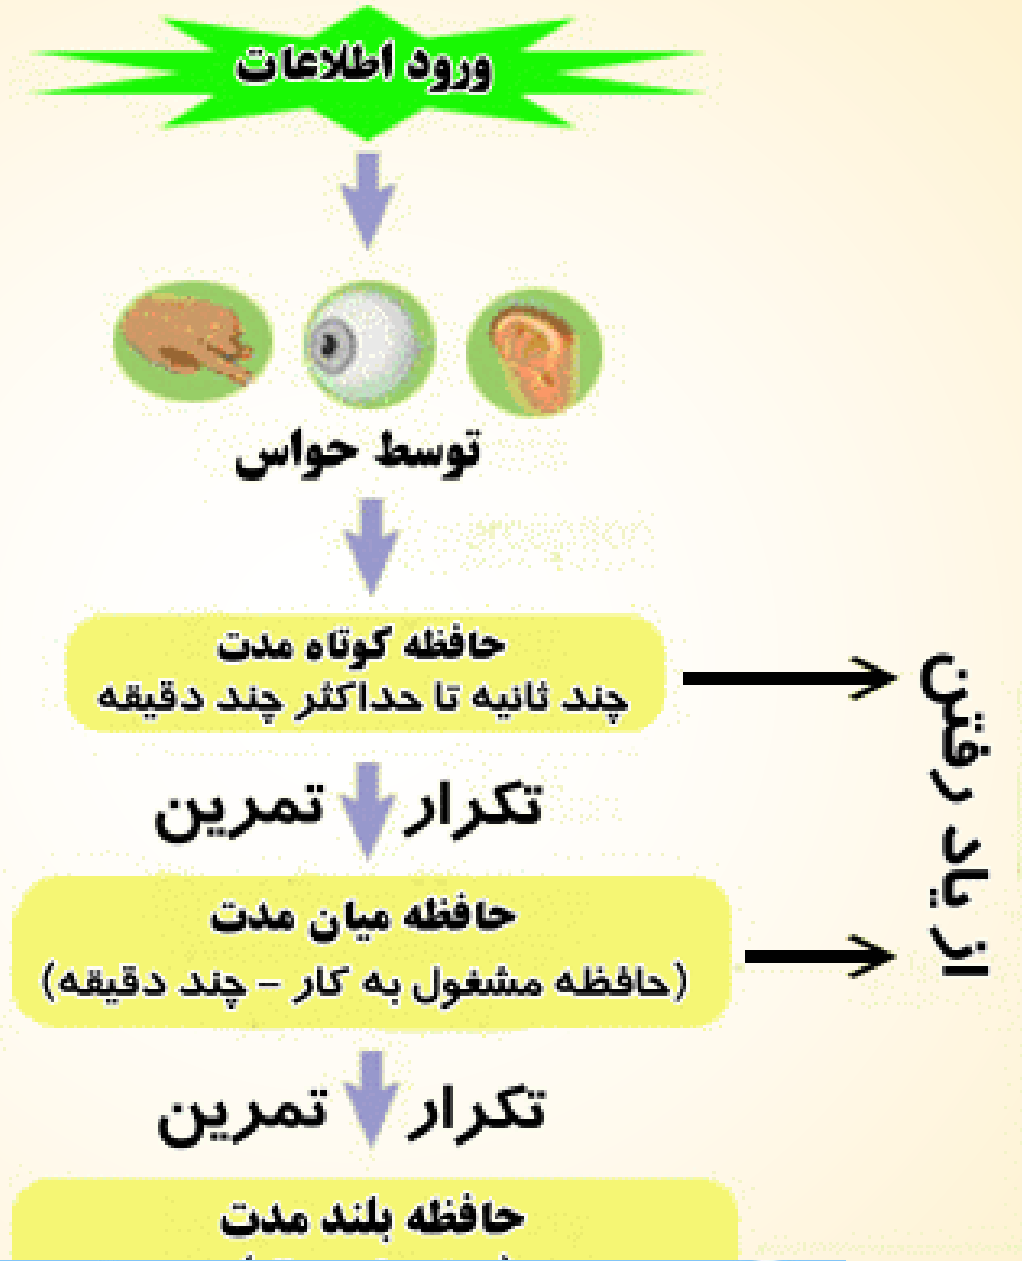 ورود اطلاعات
توسط حواس
حافظه کوتاه مدت
چند ثانیه تا حداکثر چند دقیقه
تکرار تمرین
حافظه میان مدت
(حافظه مشغول به کار – چند دقیقه)
تکرار تمرین
حافظه بلند مدت
از یاد رفتن